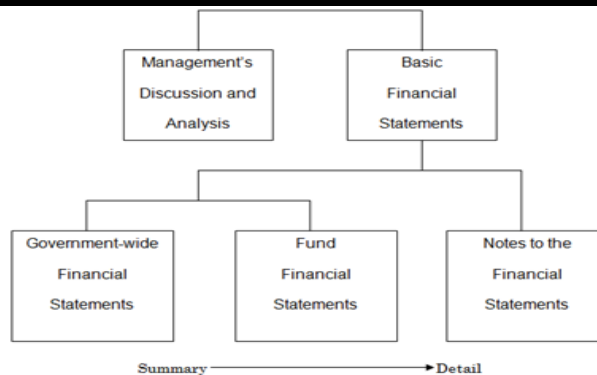 Management's
Discussion and
Analysis
Basic
Financial
Statements
Government-wide
Financial
Statements
Fund
Financial
Statements
Notes to the
Financial
Statements
Summary
Detail